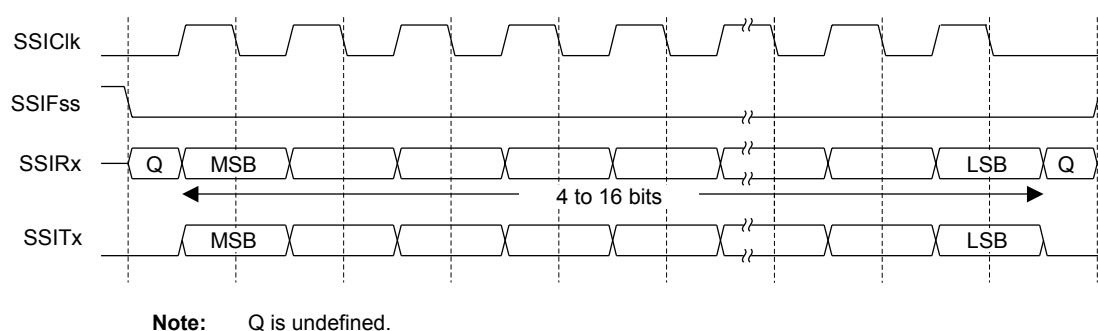 SSIClk
SSIFss
SSIRx Q MSB LSB Q
4 to 16 bits
SSITx MSB LSB
Note: Q is undefined.